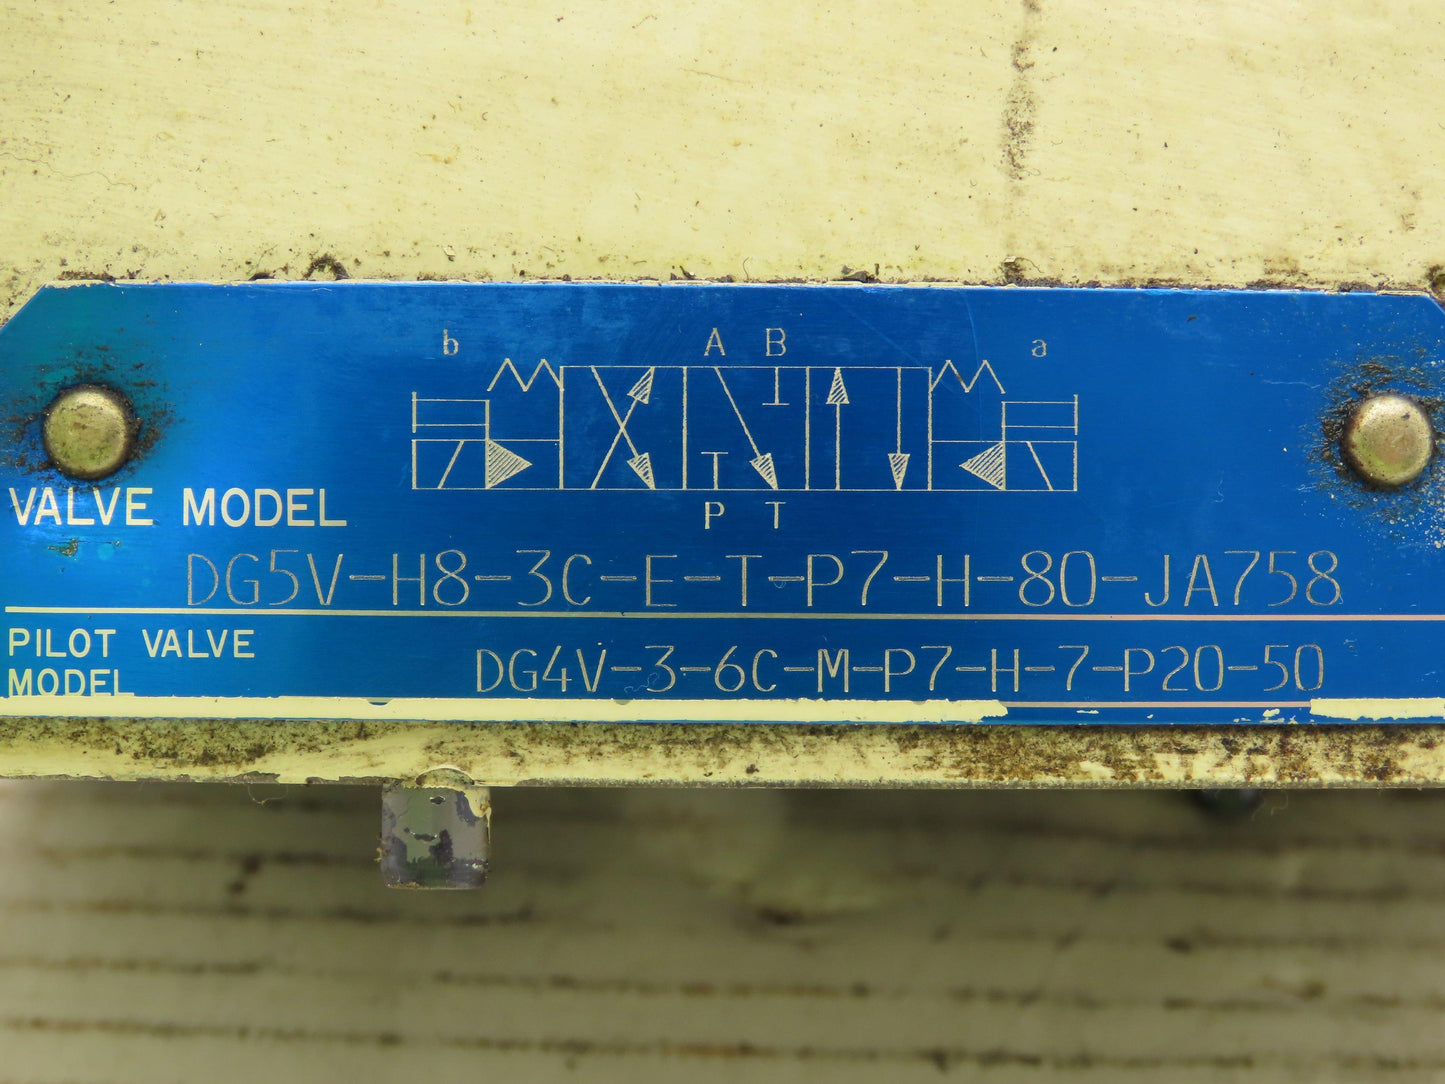 b A B a
P T
VALVE MODEL
DG5V-H8-3C-E-T-P7-H-80-JA758
PILOT VALVE
MODEL
DG4V-3-6C-M-P7-H-7-P20-50